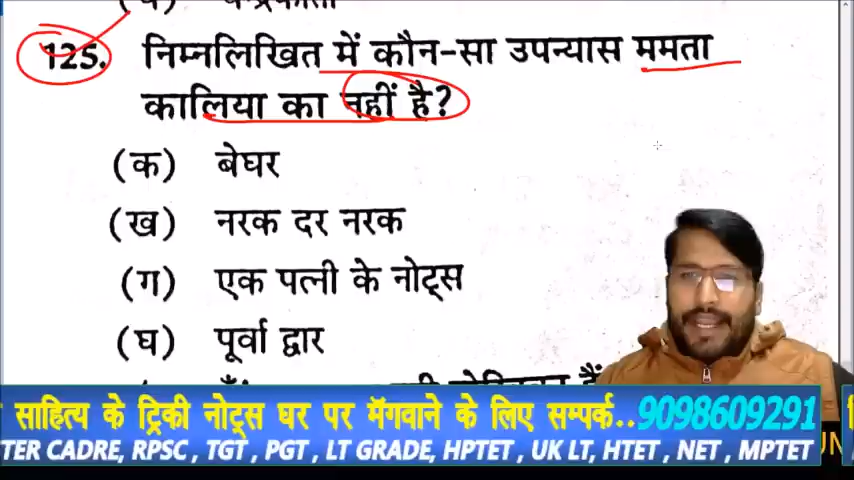 125. निम्नलिखित में कौन-सा उपन्यास ममता
कालिया का नहीं है?
(क) बेघर
(ख) नरक दर नरक
(ग) एक पत्नी के नोट्स
(घ) पूर्वा द्वार
साहित्य के ट्रिकी नोट्स घर पर मॅगवाने के लिए सम्पर्क..9098609291
TER CADRE, RPSC , TGT , PGT , LT GRADE, HPTET , UK LT, HTET , NET , MPTET